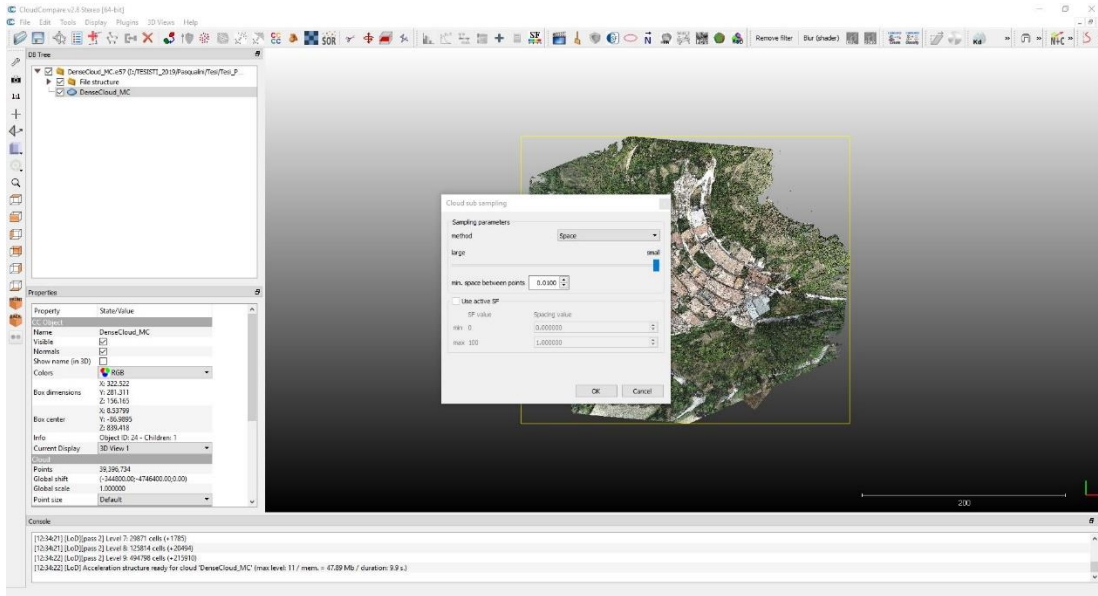 CloudCompare v2.8 Stereo [64-bit]
File Edit Tools Display Plugins 3D Views Help
SOR
SF
N
Remove filter
Blur (shader)
Kd
N+C
DB Tree
DenseCloud_MC.e57 (I:/TESISTI_2019/Pasqualm/Tesi/Tesi_P...
File structure
DenseCloud_MC
1:1
Cloud sub sampling
Sampling parameters
method Space
large small
min. space between points 0.0100
Use active SF
SF value Spacing value
min 0 0.000000
max 100 1.000000
OK Cancel
Properties
Property State/Value
CC Object
Name DenseCloud_MC
Visible
Normals
Show name (in 3D)
Colors RGB
Box dimensions X: 322.522
Y: 281.311
Z: 156.165
Box center X: 8.53799
Y: -86.9895
Z: 839.418
Info Object ID: 24 - Children: 1
Current Display 3D View 1
Cloud
Points 39,396,734
Global shift (-344800.00;-4746400.00;0.00)
Global scale 1.000000
Point size Default
200
Console
[12:34:21] [LoD][pass 2] Level 7: 29871 cells (+1785)
[12:34:21] [LoD][pass 2] Level 8: 125814 cells (+20494)
[12:34:22] [LoD][pass 2] Level 9: 494798 cells (+215910)
[12:34:22] [LoD] Acceleration structure ready for cloud 'DenseCloud_MC' (max level: 11 / mem. = 47.89 Mb / duration: 9.9 s.)